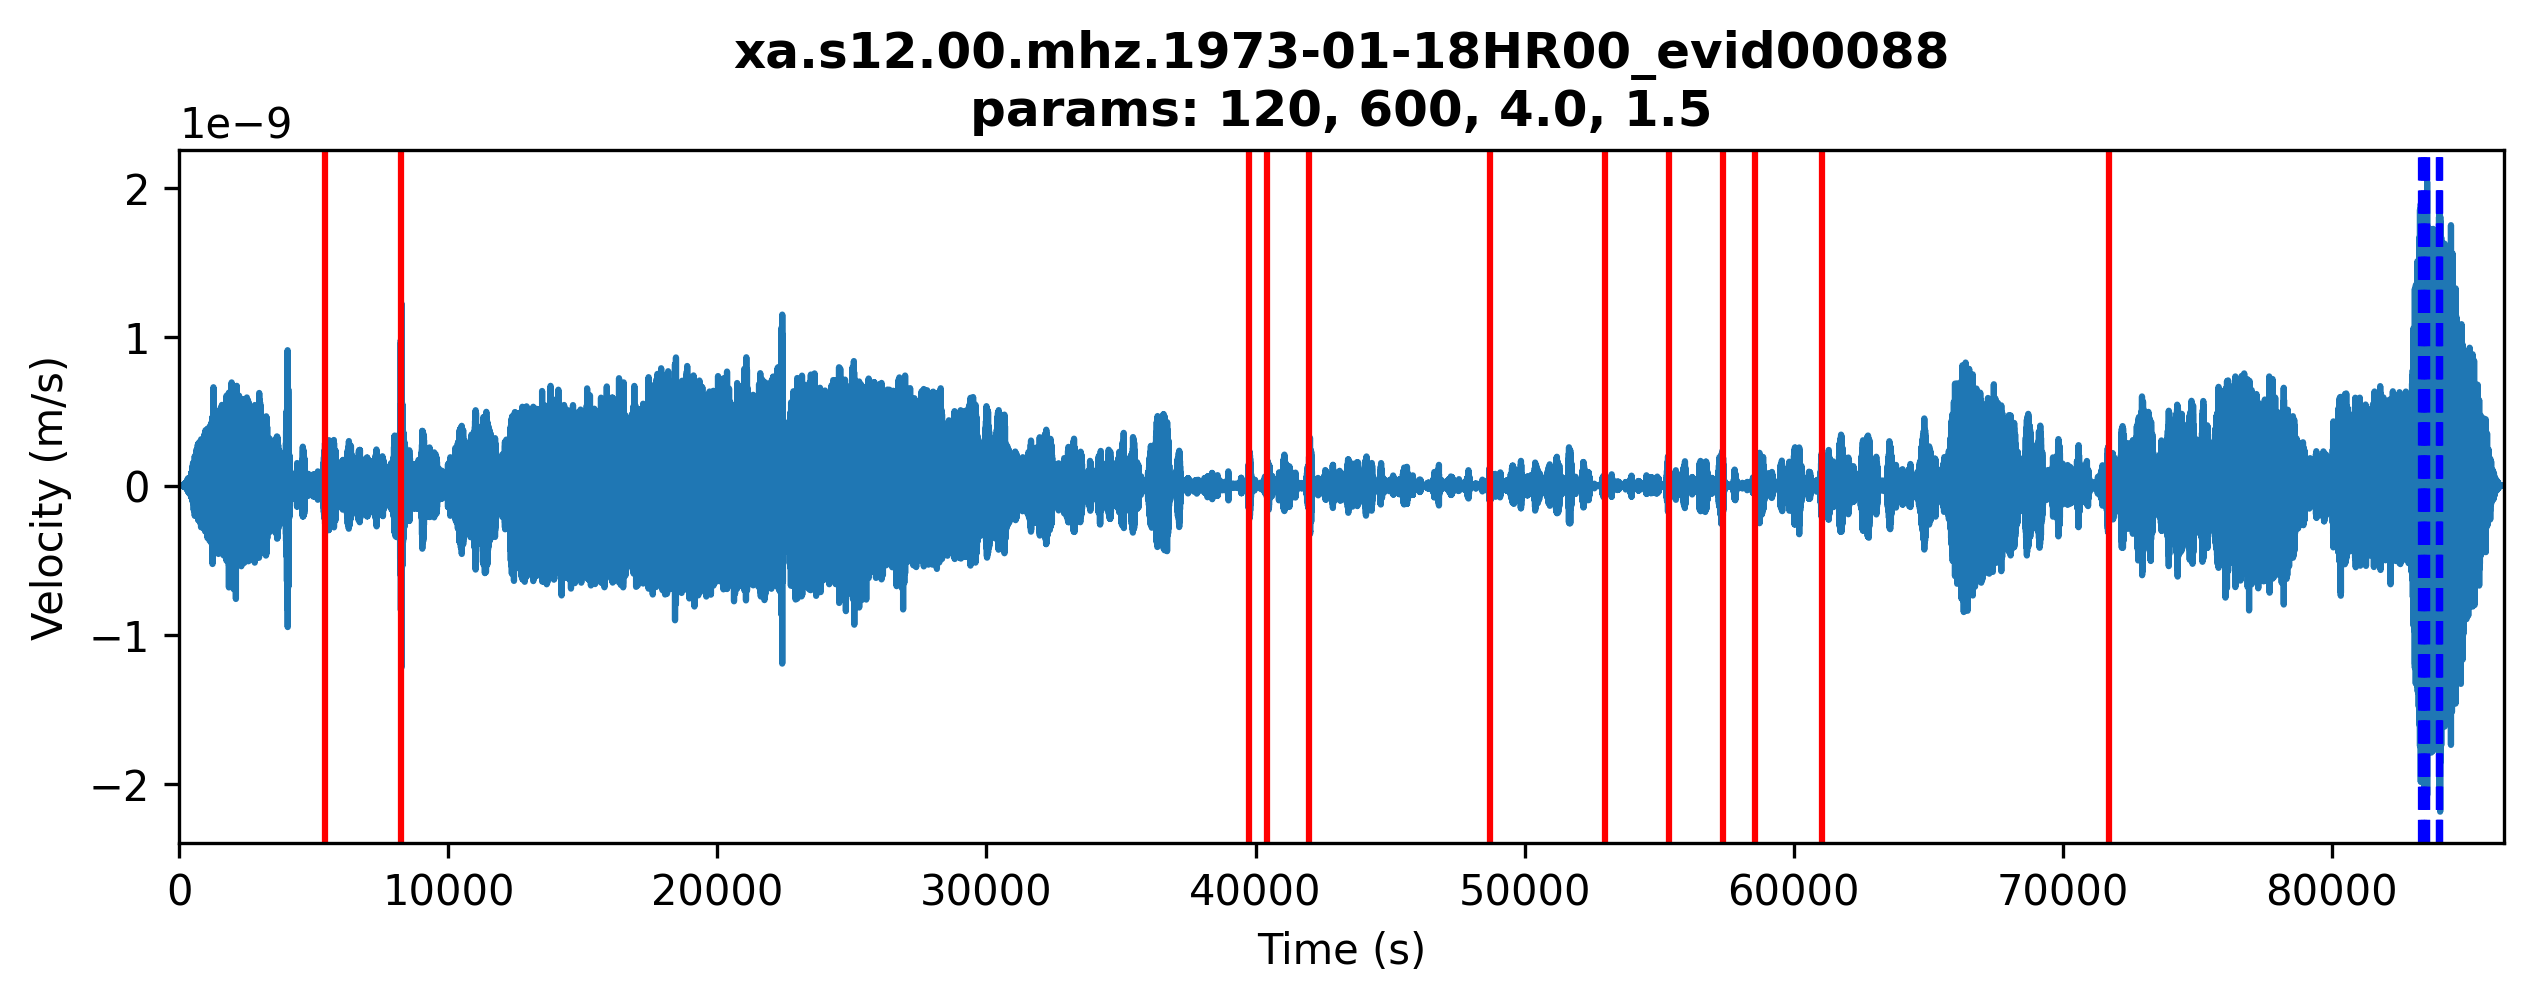 xa.s12.00.mhz.1973-01-18HR00_evid00088
params: 120, 600, 4.0, 1.5
1e−9
2
1
0
−1
−2
Velocity (m/s)
0 10000 20000 30000 40000 50000 60000 70000 80000
Time (s)